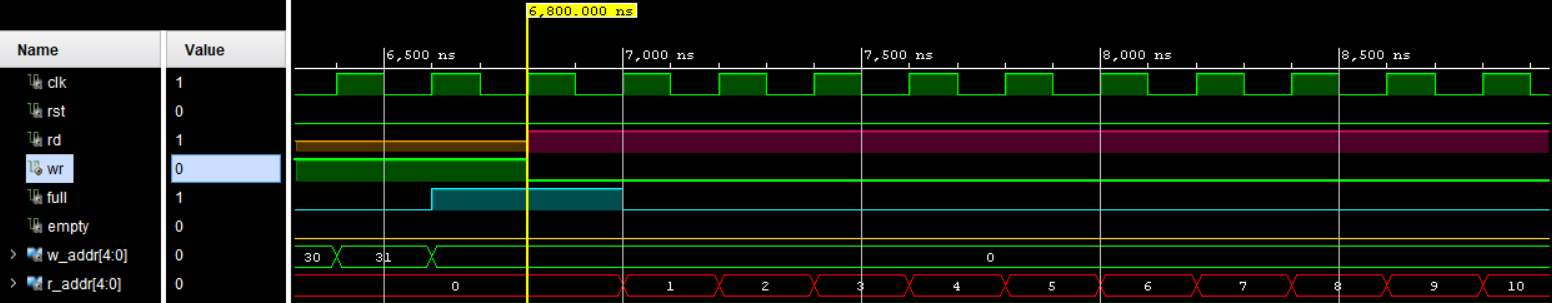 6,800.000 ns
Name Value 6,500 ns 7,000 ns 7,500 ns 8,000 ns 8,500 ns
clk 1
rst 0
rd 1
wr 0
full 1
empty 0
w_addr[4:0] 0 30 31 0
r_addr[4:0] 0 0 1 2 3 4 5 6 7 8 9 10